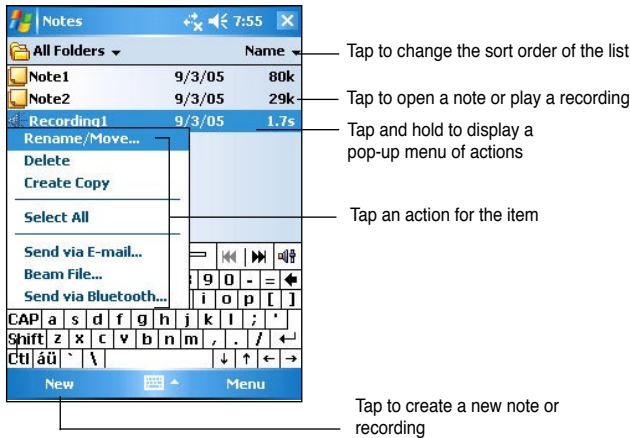 Notes 7:55
All Folders Name
Tap to change the sort order of the list
Note1 9/3/05 80k
Note2 9/3/05 29k
Tap to open a note or play a recording
Recording1 9/3/05 1.7s
Tap and hold to display a
pop-up menu of actions
Rename/Move...
Delete
Create Copy
Select All
Tap an action for the item
Send via E-mail...
Beam File...
Send via Bluetooth...
9 0 - =
i o p [ ]
CAP a s d f g h j k l ; '
Shift z x c v b n m , . /
Ctl áü ` \
New Menu
Tap to create a new note or
recording